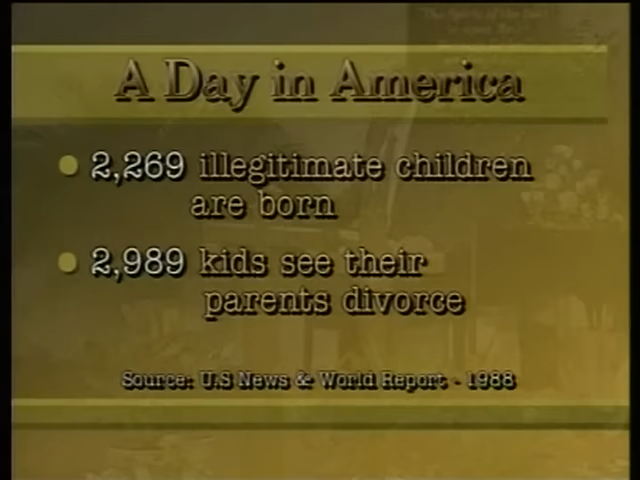 A Day in America
• 2,269 illegitimate children
are born
• 2,989 kids see their
parents divorce
Source: U.S News & World Report - 1988